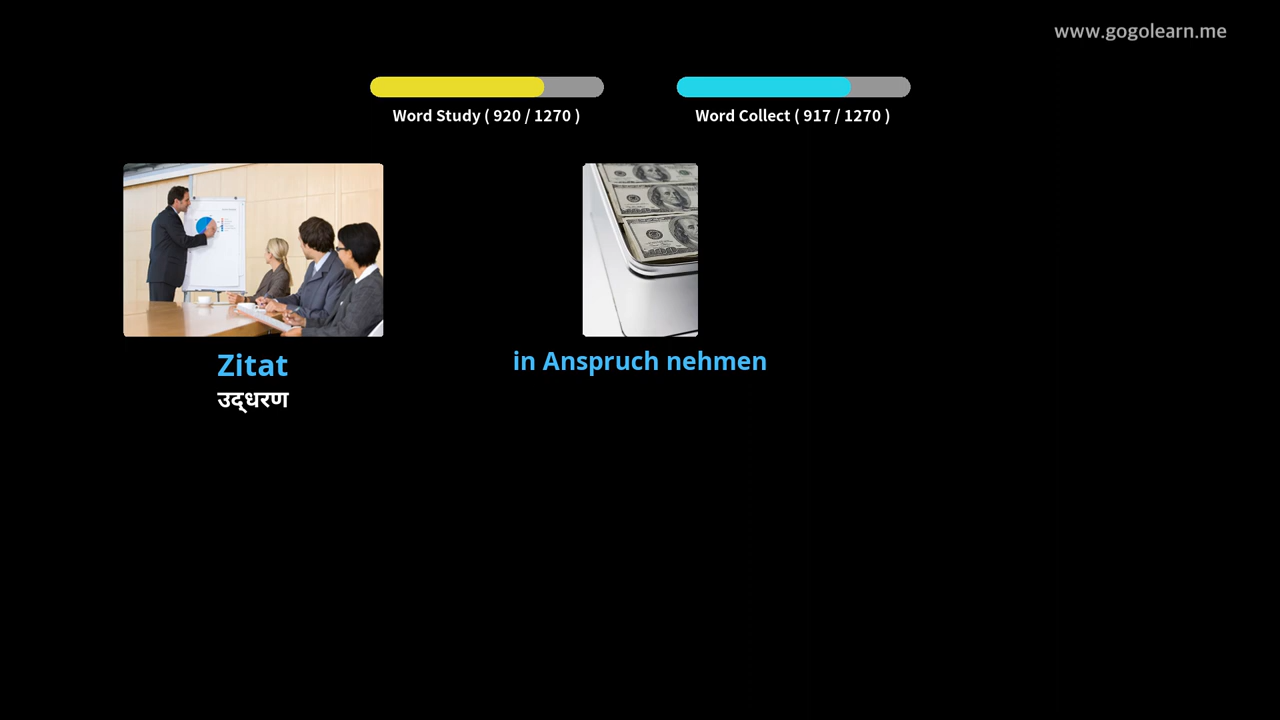 www.gogolearn.me
Word Study ( 920 / 1270 )
Word Collect ( 917 / 1270 )
Zitat
उद्धरण
in Anspruch nehmen